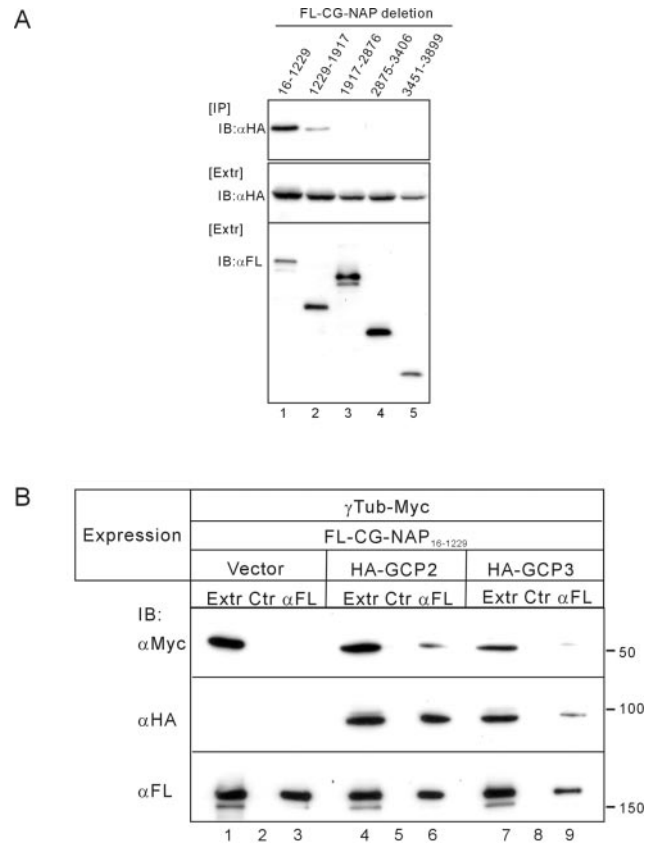 A
FL-CG-NAP deletion
16-1229 1229-1917 1917-2876 2875-3406 3451-3899
[IP]
IB:αHA
[Extr]
IB:αHA
[Extr]
IB:αFL
1 2 3 4 5
B
Expression
γTub-Myc
FL-CG-NAP16-1229
Vector HA-GCP2 HA-GCP3
Extr Ctr αFL Extr Ctr αFL Extr Ctr αFL
IB:
αMyc
50
αHA
100
αFL
150
1 2 3 4 5 6 7 8 9